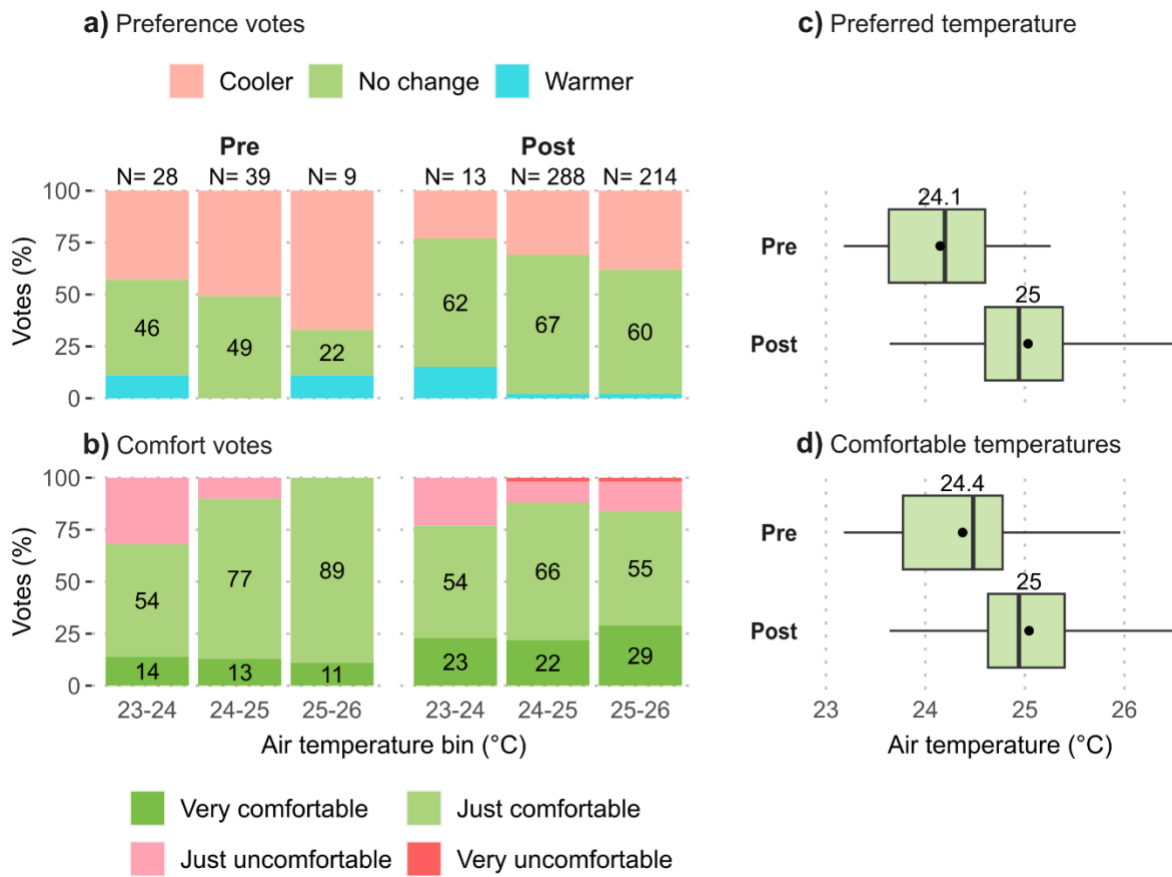 a) Preference votes
Cooler No change Warmer
Pre Post
N= 28 N= 39 N= 9 N= 13 N= 288 N= 214
100
75
50
25
0
Votes (%)
46 49 22 62 67 60
b) Comfort votes
100
75
50
25
0
Votes (%)
54 77 89 54 66 55
14 13 11 23 22 29
23-24 24-25 25-26 23-24 24-25 25-26
Air temperature bin (°C)
Very comfortable Just comfortable
Just uncomfortable Very uncomfortable
c) Preferred temperature
24.1
Pre
25
Post
d) Comfortable temperatures
24.4
Pre
25
Post
23 24 25 26
Air temperature (°C)